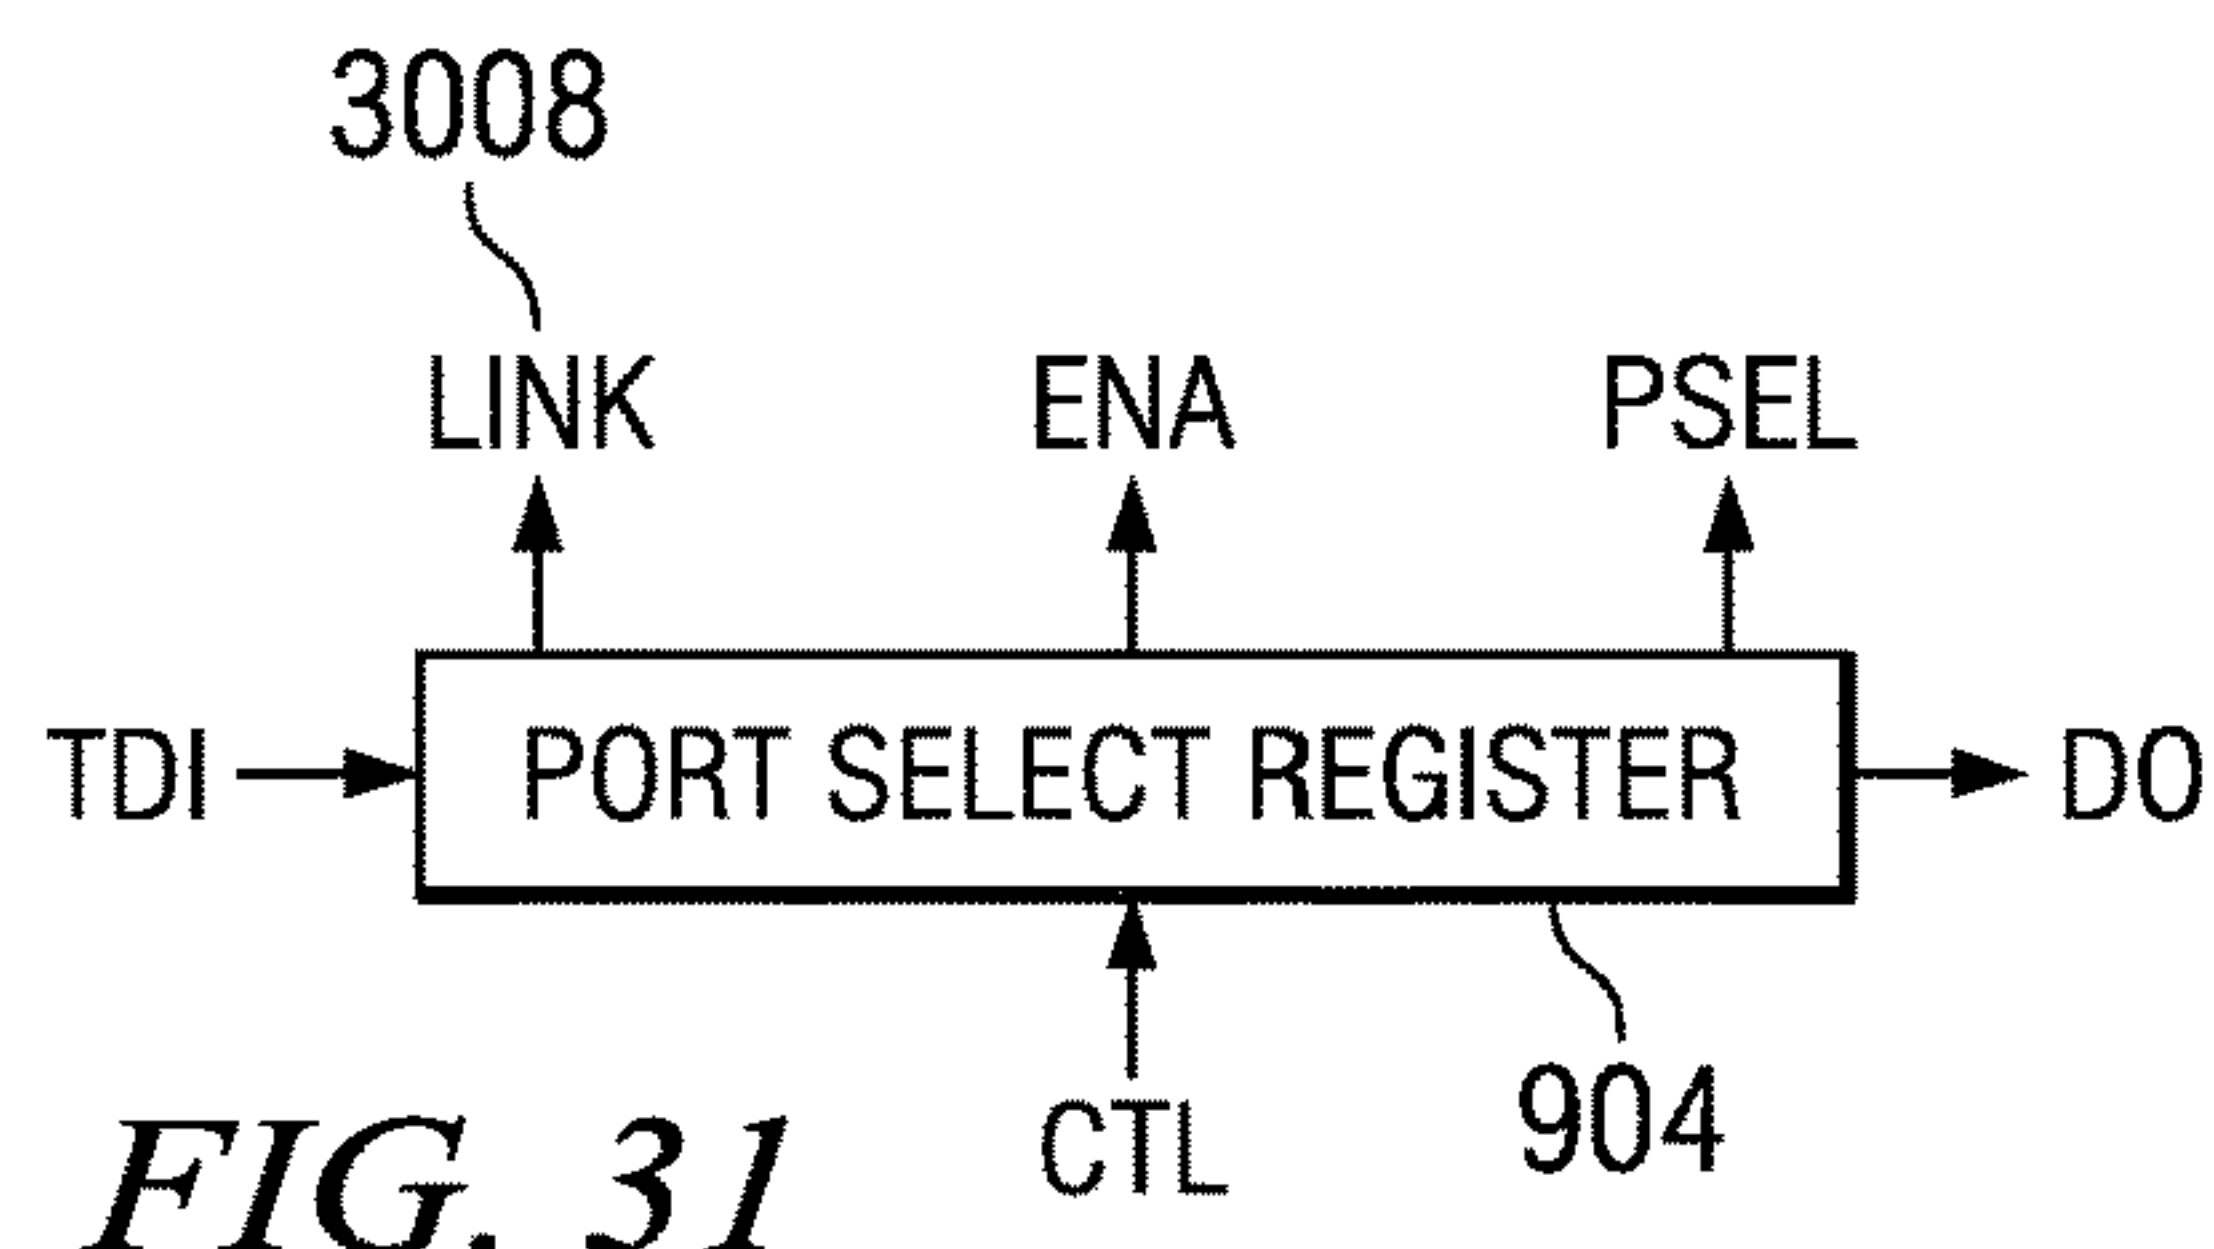 3008
LINK ENA PSEL
TDI PORT SELECT REGISTER DO
CTL 904
FIG. 31